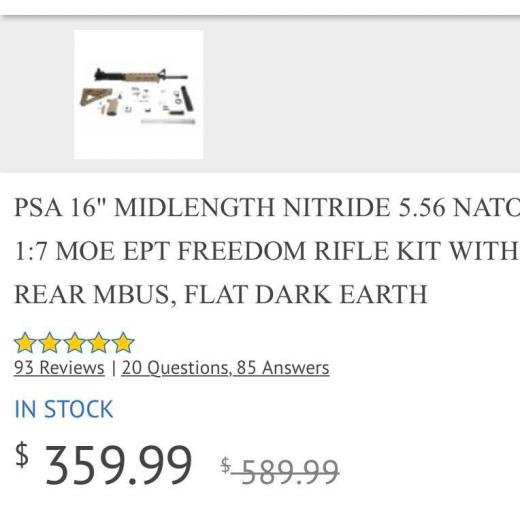 PSA 16" MIDLENGTH NITRIDE 5.56 NATO
1:7 MOE EPT FREEDOM RIFLE KIT WITH
REAR MBUS, FLAT DARK EARTH
93 Reviews | 20 Questions, 85 Answers
IN STOCK
$ 359.99 $ 589.99